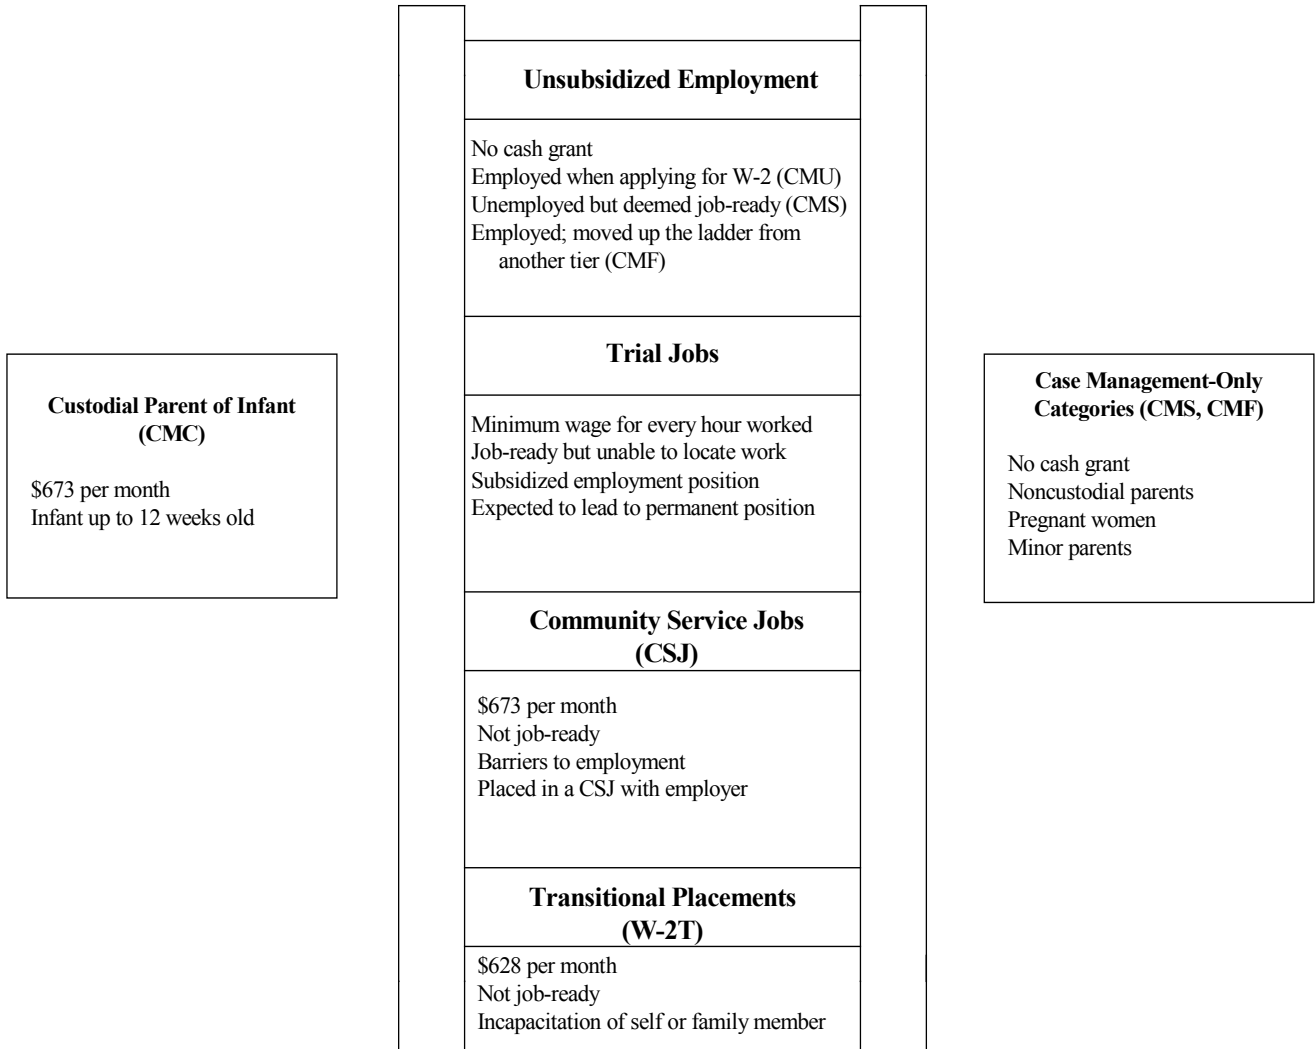 Unsubsidized Employment
No cash grant
Employed when applying for W-2 (CMU)
Unemployed but deemed job-ready (CMS)
Employed; moved up the ladder from
another tier (CMF)
Trial Jobs
Minimum wage for every hour worked
Job-ready but unable to locate work
Subsidized employment position
Expected to lead to permanent position
Custodial Parent of Infant
(CMC)
$673 per month
Infant up to 12 weeks old
Case Management-Only
Categories (CMS, CMF)
No cash grant
Noncustodial parents
Pregnant women
Minor parents
Community Service Jobs
(CSJ)
$673 per month
Not job-ready
Barriers to employment
Placed in a CSJ with employer
Transitional Placements
(W-2T)
$628 per month
Not job-ready
Incapacitation of self or family member